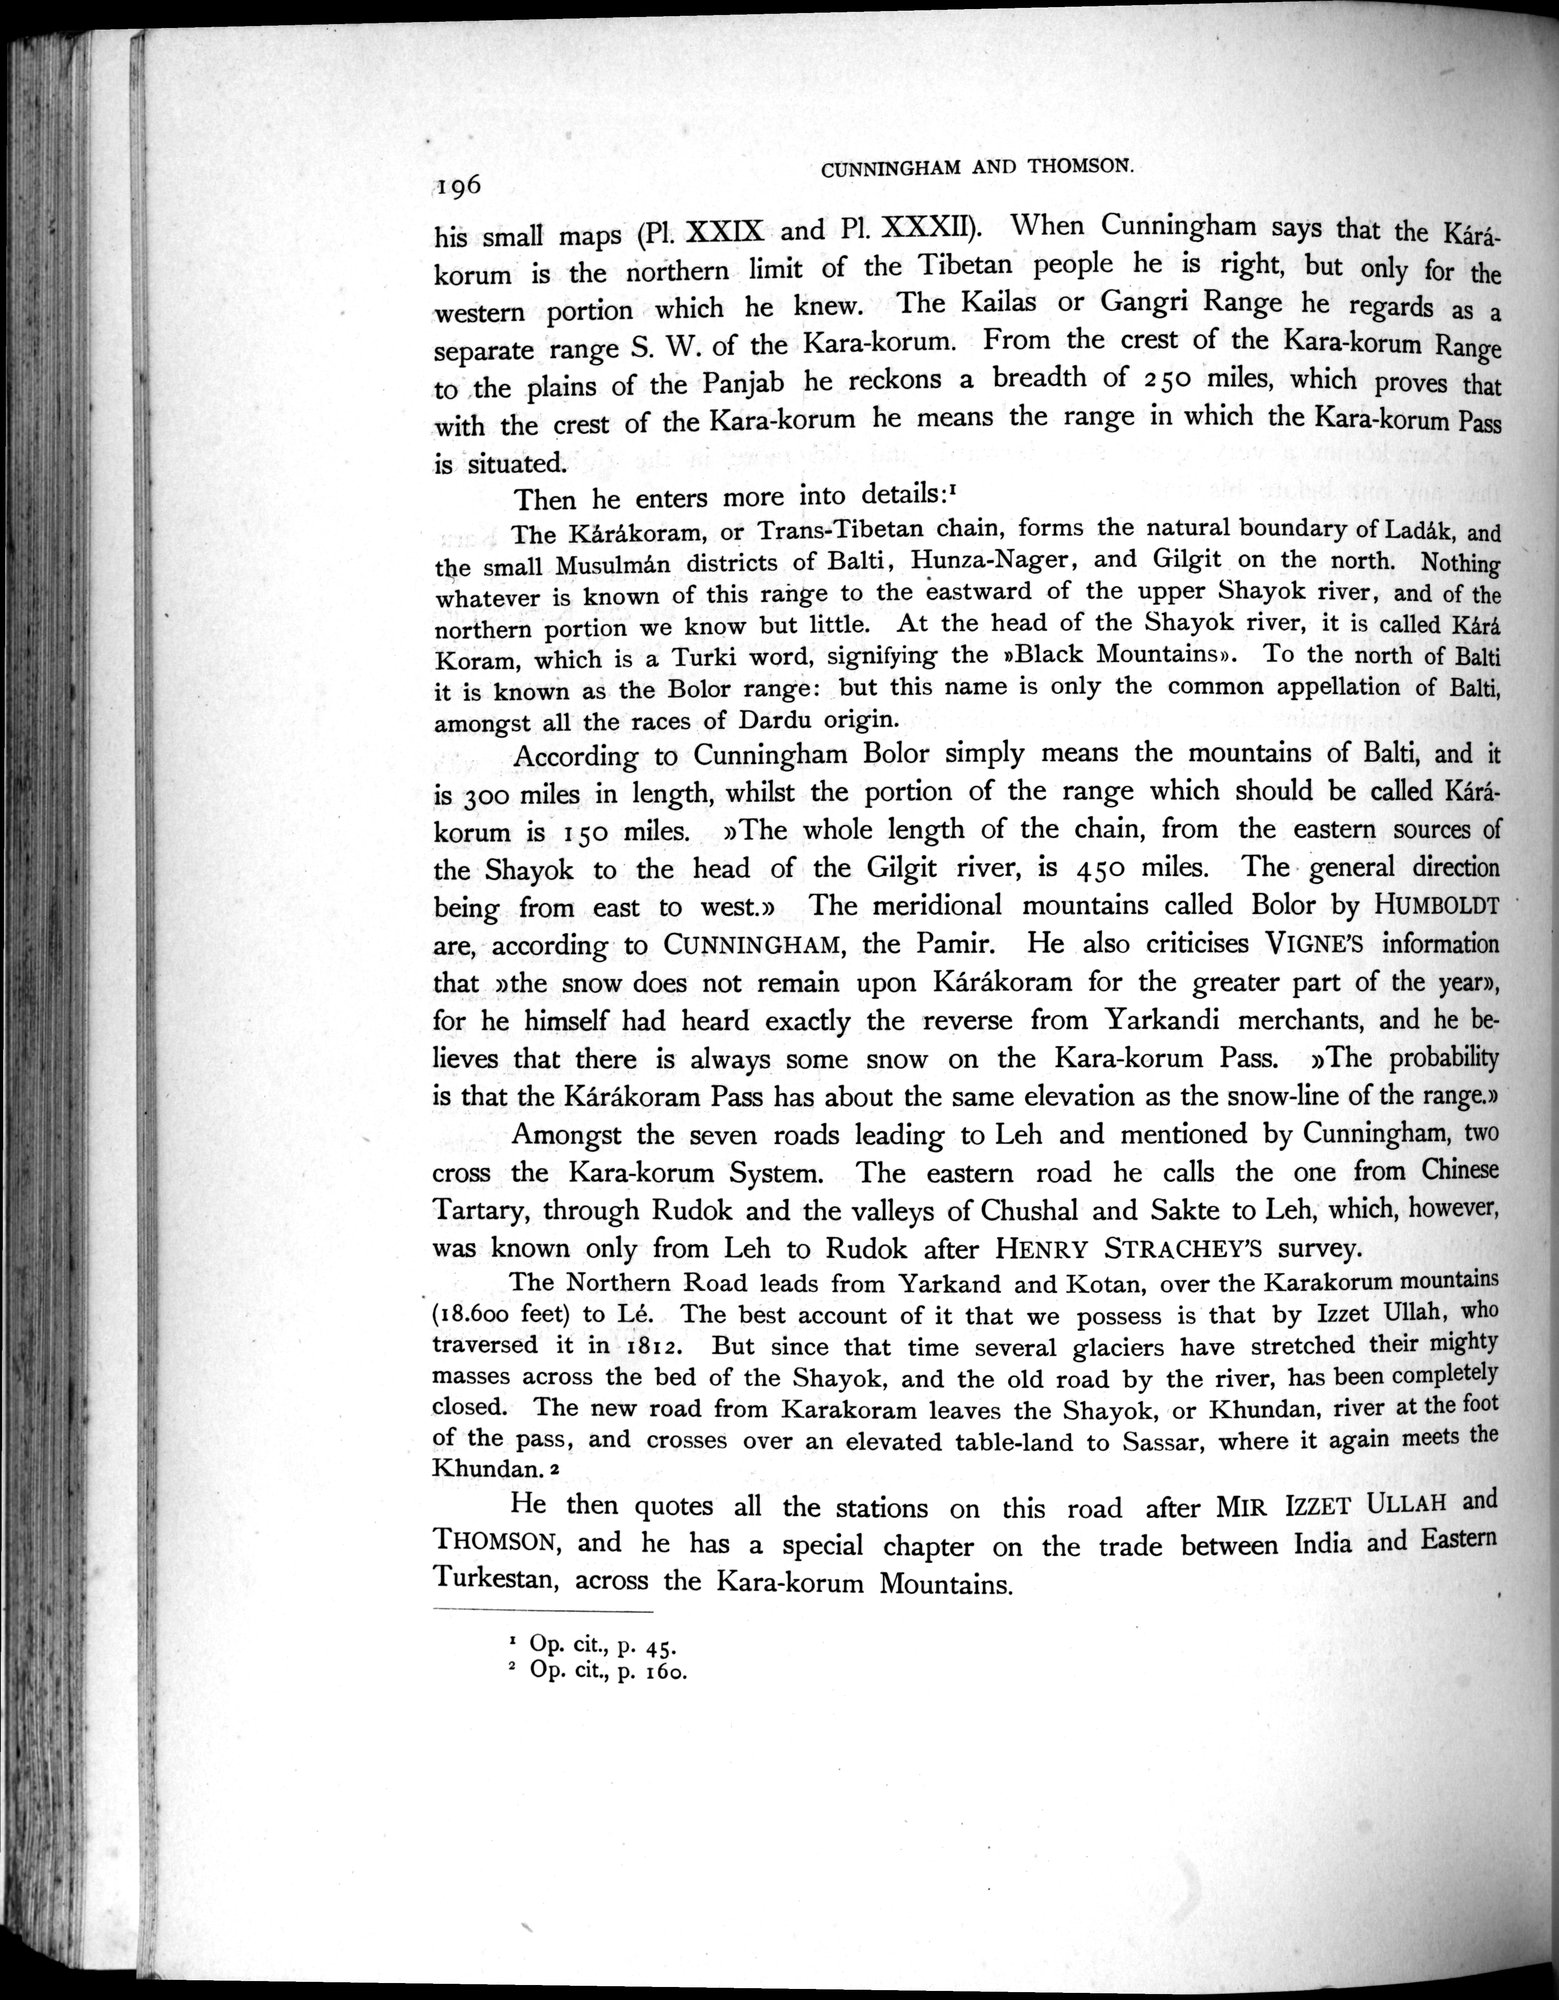 196
CUNNINGHAM AND THOMSON.
his small maps (Pl. XXIX and Pl. XXXII). When Cunningham says that the Kárá-
korum is the northern limit of the Tibetan people he is right, but only for the
western portion which he knew. The Kailas or Gangri Range he regards as a
separate range S. W. of the Kara-korum. From the crest of the Kara-korum Range
to the plains of the Panjab he reckons a breadth of 250 miles, which proves that
with the crest of the Kara-korum he means the range in which the Kara-korum Pass
is situated.
Then he enters more into details:¹
The Kárákoram, or Trans-Tibetan chain, forms the natural boundary of Ladák, and
the small Musulmán districts of Balti, Hunza-Nager, and Gilgit on the north. Nothing
whatever is known of this range to the eastward of the upper Shayok river, and of the
northern portion we know but little. At the head of the Shayok river, it is called Kárá
Koram, which is a Turki word, signifying the »Black Mountains». To the north of Balti
it is known as the Bolor range: but this name is only the common appellation of Balti,
amongst all the races of Dardu origin.
According to Cunningham Bolor simply means the mountains of Balti, and it
is 300 miles in length, whilst the portion of the range which should be called Kárá-
korum is 150 miles. »The whole length of the chain, from the eastern sources of
the Shayok to the head of the Gilgit river, is 450 miles. The general direction
being from east to west.» The meridional mountains called Bolor by HUMBOLDT
are, according to CUNNINGHAM, the Pamir. He also criticises VIGNE'S information
that »the snow does not remain upon Kárákoram for the greater part of the year»,
for he himself had heard exactly the reverse from Yarkandi merchants, and he be-
lieves that there is always some snow on the Kara-korum Pass. »The probability
is that the Kárákoram Pass has about the same elevation as the snow-line of the range.»
Amongst the seven roads leading to Leh and mentioned by Cunningham, two
cross the Kara-korum System. The eastern road he calls the one from Chinese
Tartary, through Rudok and the valleys of Chushal and Sakte to Leh, which, however,
was known only from Leh to Rudok after HENRY STRACHEY'S survey.
The Northern Road leads from Yarkand and Kotan, over the Karakorum mountains
(18.600 feet) to Lé. The best account of it that we possess is that by Izzet Ullah, who
traversed it in 1812. But since that time several glaciers have stretched their mighty
masses across the bed of the Shayok, and the old road by the river, has been completely
closed. The new road from Karakoram leaves the Shayok, or Khundan, river at the foot
of the pass, and crosses over an elevated table-land to Sassar, where it again meets the
Khundan. ²
He then quotes all the stations on this road after MIR IZZET ULLAH and
THOMSON, and he has a special chapter on the trade between India and Eastern
Turkestan, across the Kara-korum Mountains.
¹ Op. cit., p. 45.
² Op. cit., p. 160.